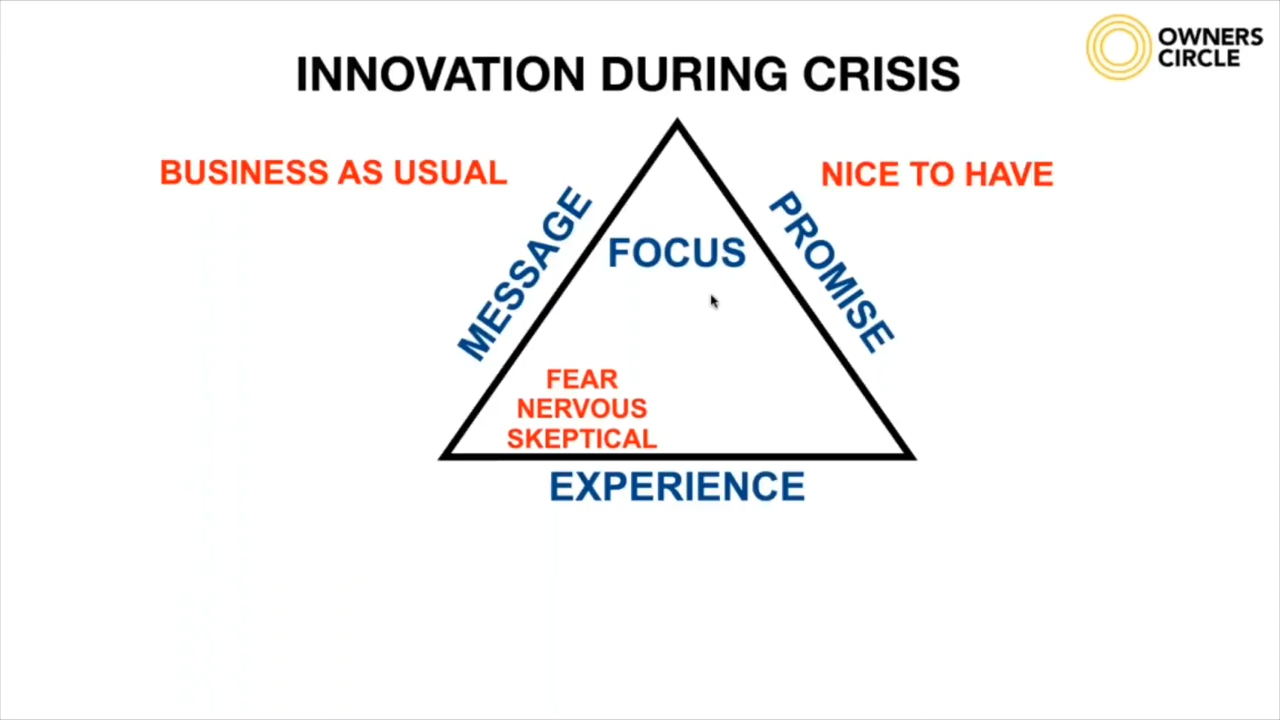 OWNERS
CIRCLE
INNOVATION DURING CRISIS
BUSINESS AS USUAL
NICE TO HAVE
MESSAGE
PROMISE
FOCUS
FEAR
NERVOUS
SKEPTICAL
EXPERIENCE